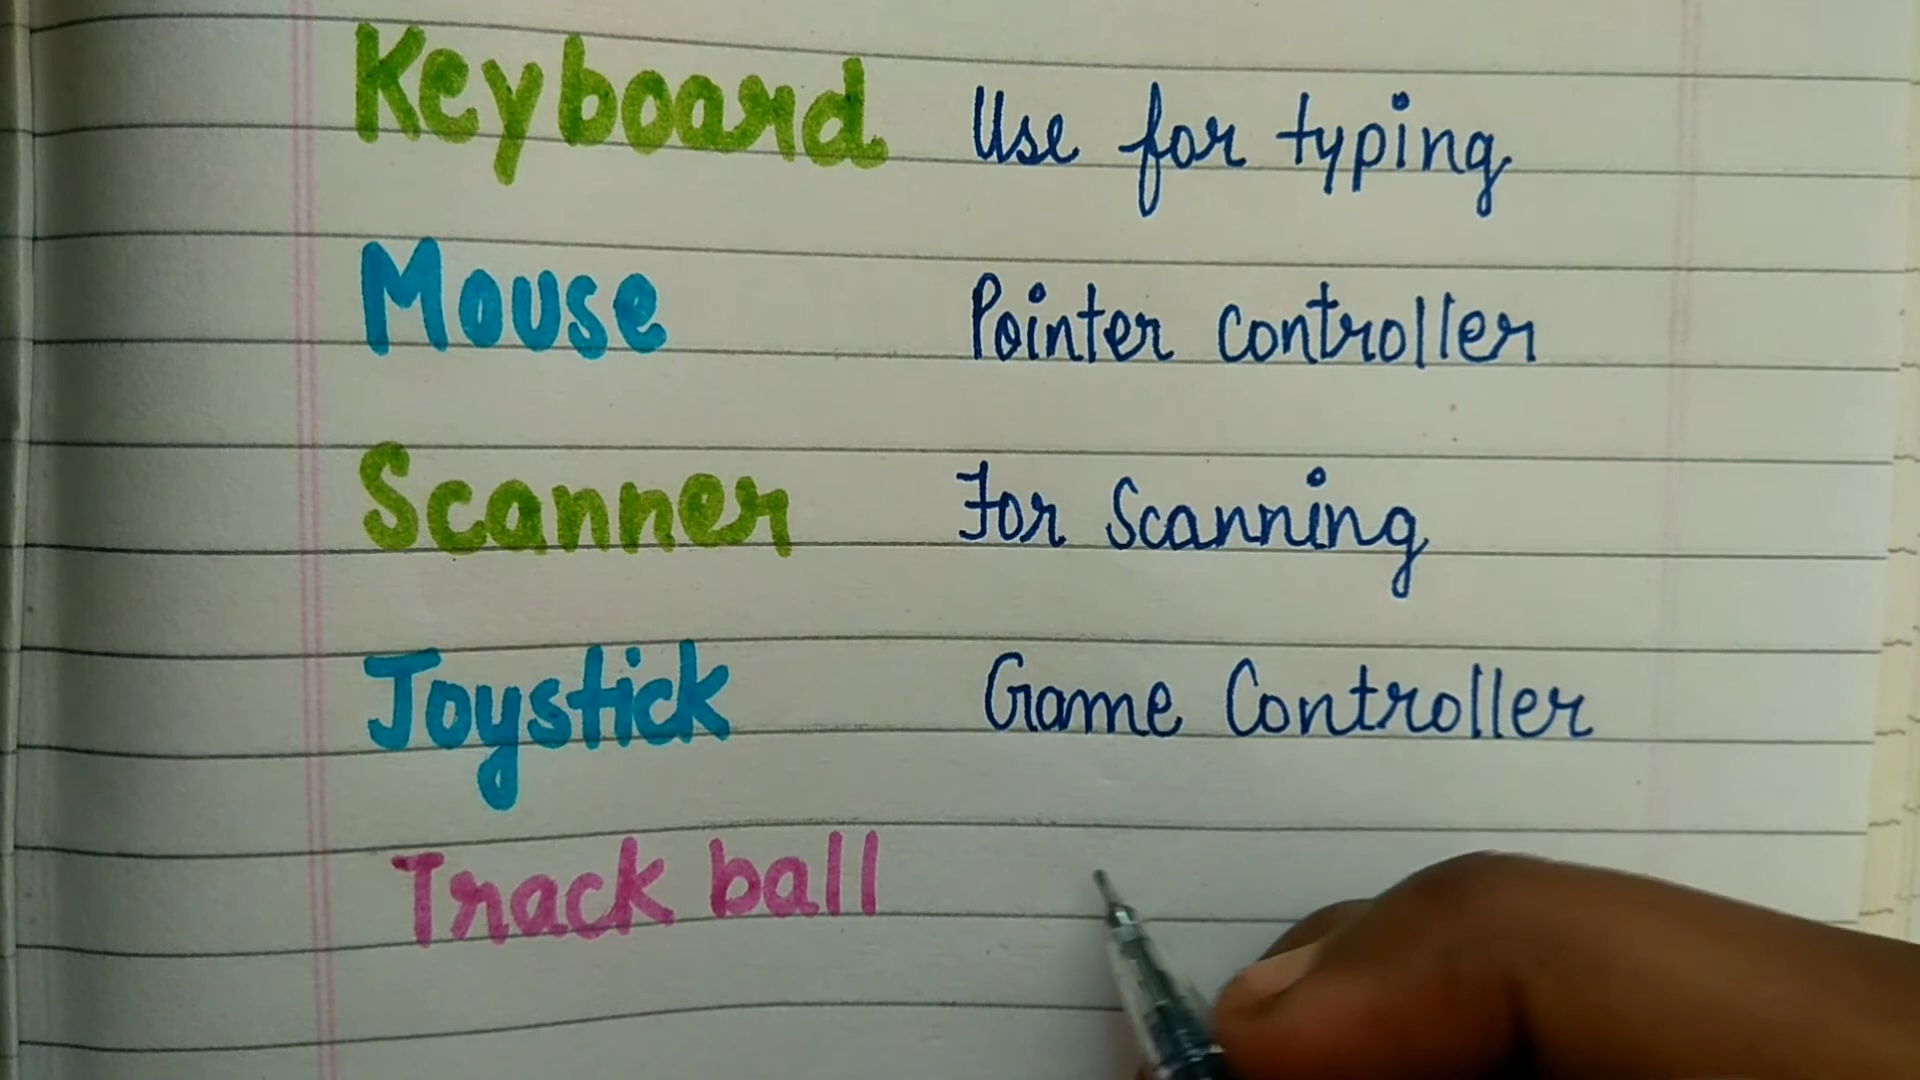 Keyboard Use for typing
Mouse Pointer controller
Scanner For Scanning
Joystick Game Controller
Track ball